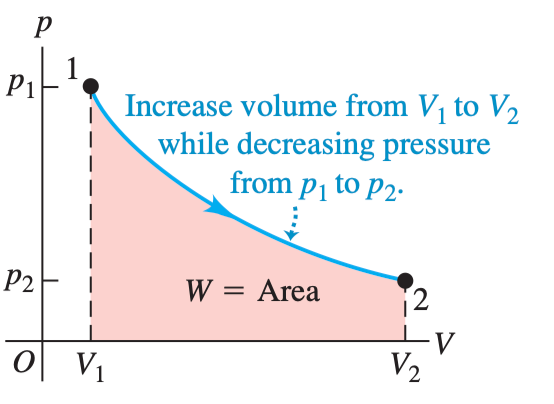 p
p₁
1
Increase volume from V₁ to V₂
while decreasing pressure
from p₁ to p₂.
p₂
W = Area
2
V
O
V₁
V₂